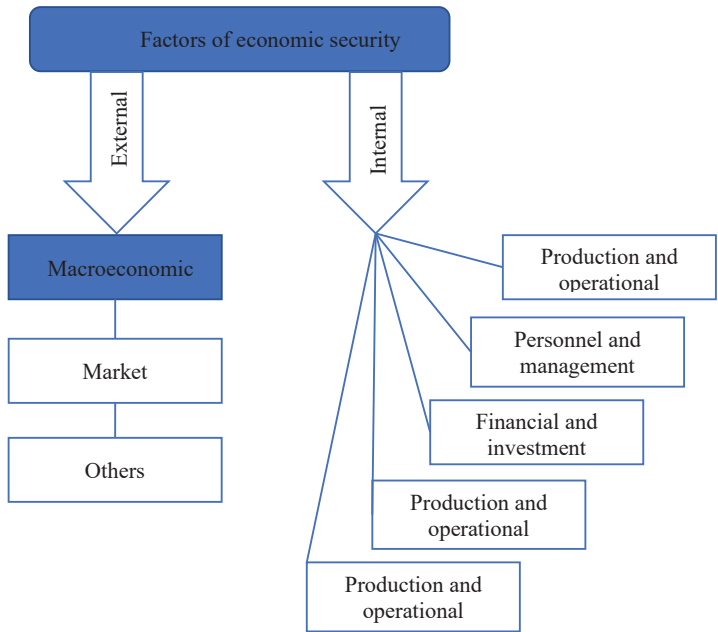 Factors of economic security
External
Internal
Macroeconomic
Market
Others
Production and
operational
Personnel and
management
Financial and
investment
Production and
operational
Production and
operational